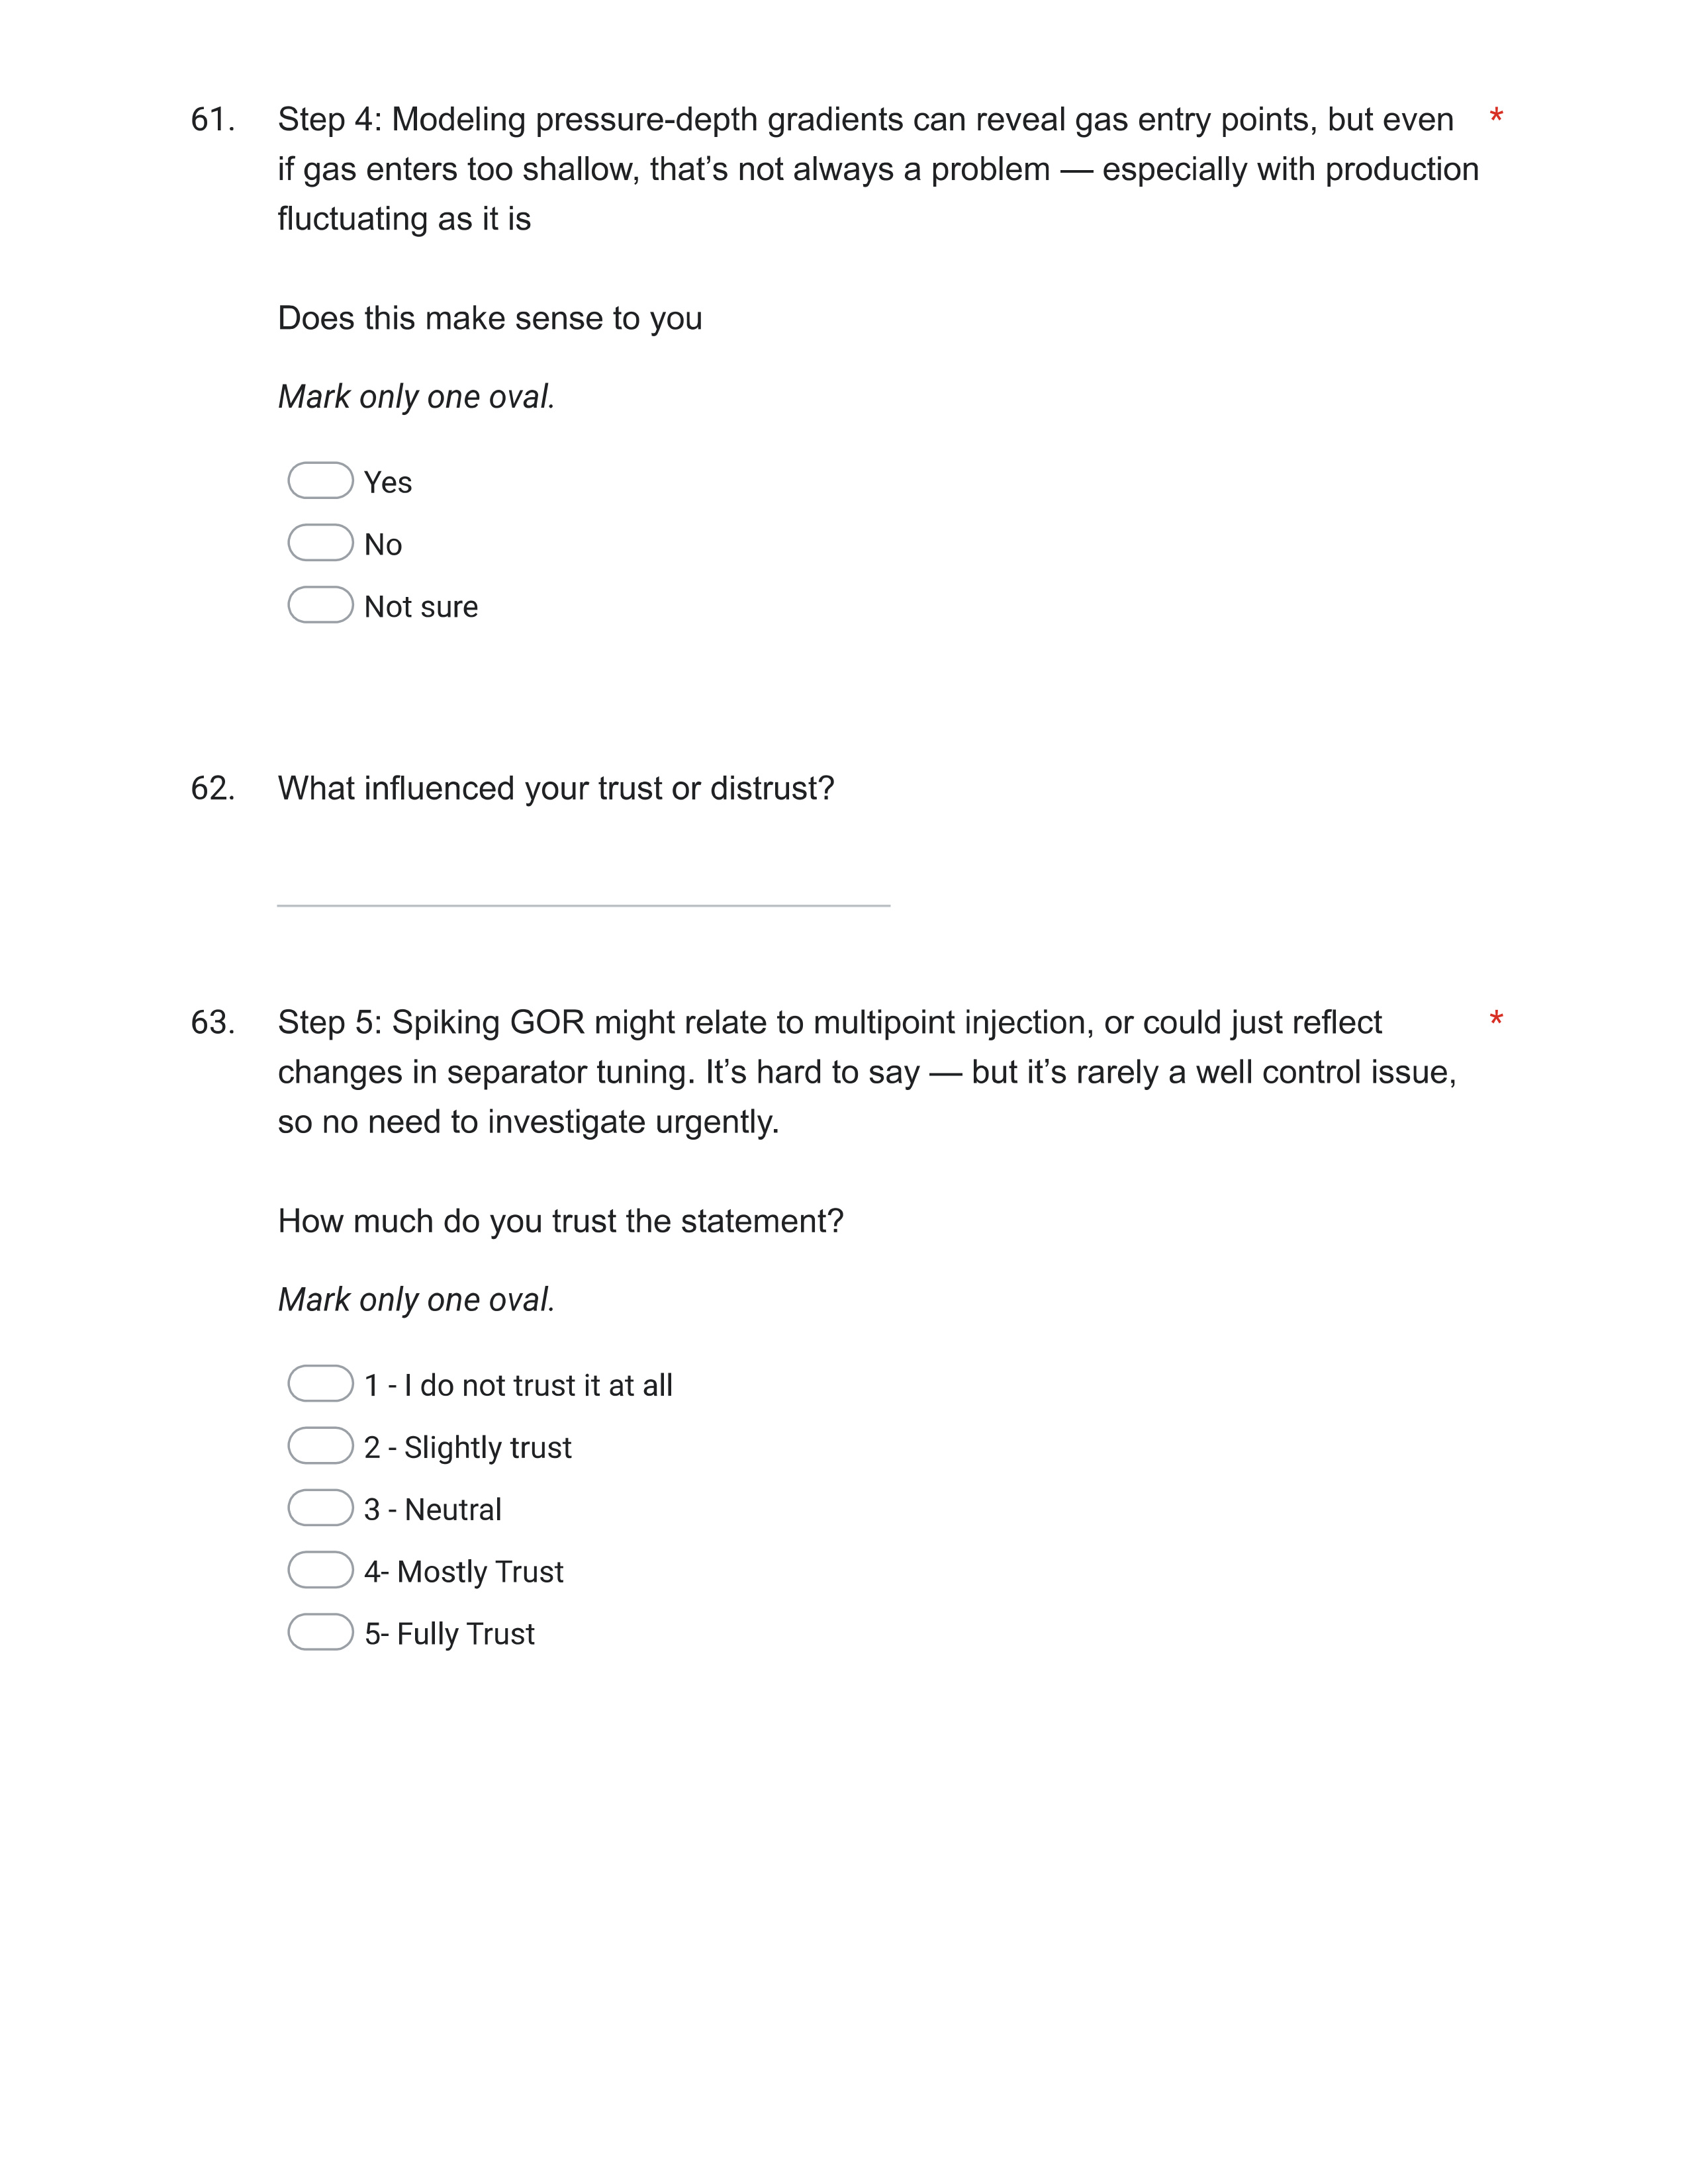 61. Step 4: Modeling pressure-depth gradients can reveal gas entry points, but even *
if gas enters too shallow, that’s not always a problem — especially with production
fluctuating as it is
Does this make sense to you
Mark only one oval.
Yes
No
Not sure
62. What influenced your trust or distrust?
63. Step 5: Spiking GOR might relate to multipoint injection, or could just reflect *
changes in separator tuning. It’s hard to say — but it’s rarely a well control issue,
so no need to investigate urgently.
How much do you trust the statement?
Mark only one oval.
1 - I do not trust it at all
2 - Slightly trust
3 - Neutral
4- Mostly Trust
5- Fully Trust